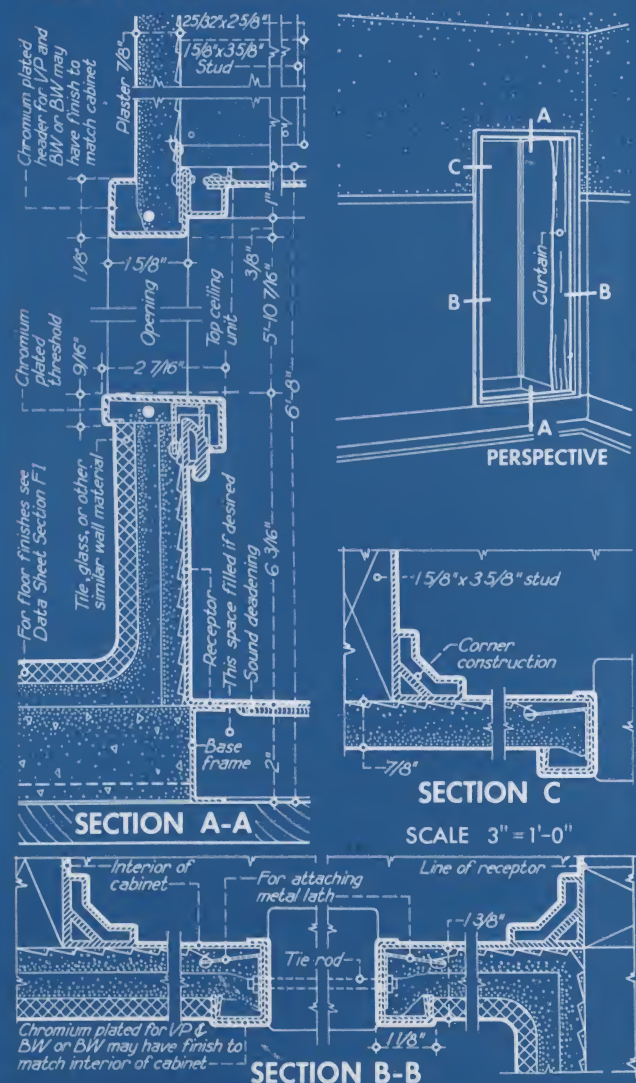 Chromium plated
header for VP and
BW or BW may
have finish to
match cabinet
Plaster 7/8"
25/32"x2 5/8"
1 5/8"x3 5/8"
Stud
1 1/8"
1 5/8"
1"
3/8"
Opening
Top ceiling
unit
5'-10 7/16"
6'-8"
Chromium
plated
threshold
9/16"
2 7/16"
For floor finishes see
Data Sheet Section F1
Tile, glass, or other
similar wall material
Receptor
This space filled if desired
Sound deadening
6 3/16"
Base
frame
2"
SECTION A-A
A
C
B
Curtain
B
A
PERSPECTIVE
1 5/8"x 3 5/8" stud
Corner
construction
7/8"
SECTION C
SCALE 3" = 1'-0"
Interior of
cabinet
For attaching
metal lath
Line of receptor
1 3/8"
Tie rod
1 1/8"
Chromium plated for VP &
BW or BW may have finish to
match interior of cabinet
SECTION B-B